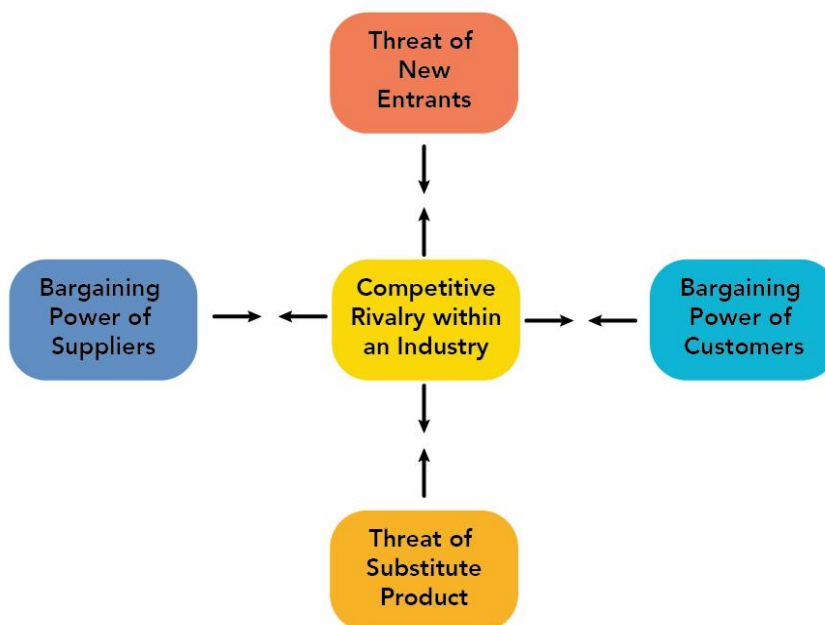 Threat of
New
Entrants
Bargaining
Power of
Suppliers
Competitive
Rivalry within
an Industry
Bargaining
Power of
Customers
Threat of
Substitute
Product